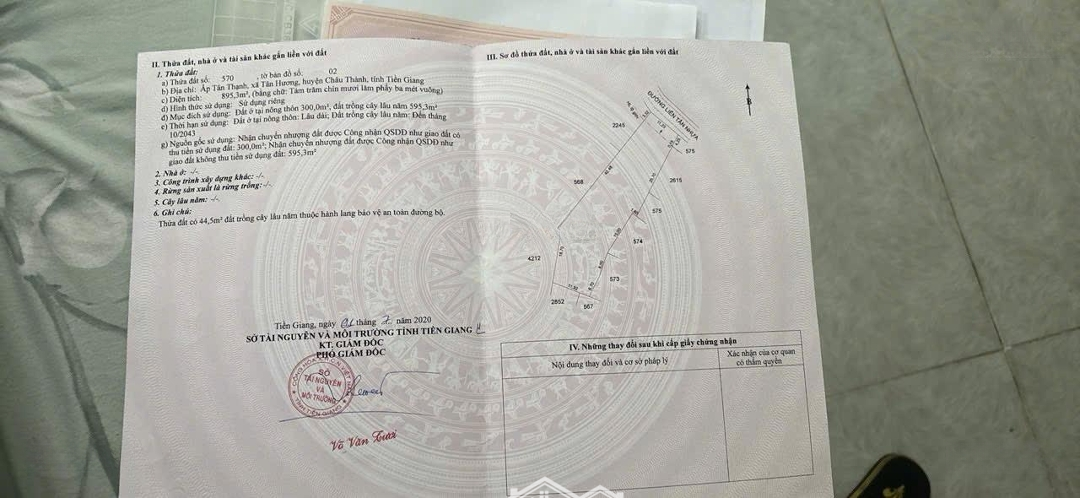 II. Thửa đất, nhà ở và tài sản khác gắn liền với đất
1. Thửa đất:
a) Thửa đất số: 570 , tờ bản đồ số: 02
b) Địa chỉ: Ấp Tân Thạnh, xã Tân Hương, huyện Châu Thành, tỉnh Tiền Giang
c) Diện tích: 895,3m², (bằng chữ: Tám trăm chín mươi lăm phẩy ba mét vuông)
d) Hình thức sử dụng: Sử dụng riêng
đ) Mục đích sử dụng: Đất ở tại nông thôn 300,0m², đất trồng cây lâu năm 595,3m²
e) Thời hạn sử dụng: Đất ở tại nông thôn: Lâu dài; Đất trồng cây lâu năm: Đến tháng
10/2043
g) Nguồn gốc sử dụng: Nhận chuyển nhượng đất được Công nhận QSDĐ như giao đất có
thu tiền sử dụng đất: 300,0m²; Nhận chuyển nhượng đất được Công nhận QSDĐ như
giao đất không thu tiền sử dụng đất: 595,3m²
2. Nhà ở: -/-
3. Công trình xây dựng khác: -/-
4. Rừng sản xuất là rừng trồng: -/-
5. Cây lâu năm: -/-
6. Ghi chú:
Thửa đất có 44,5m² đất trồng cây lâu năm thuộc hành lang bảo vệ an toàn đường bộ.
Tiền Giang, ngày 01 tháng 2 năm 2020
SỞ TÀI NGUYÊN VÀ MÔI TRƯỜNG TỈNH TIỀN GIANG
KT. GIÁM ĐỐC
PHÓ GIÁM ĐỐC
SỞ
TÀI NGUYÊN
VÀ
MÔI TRƯỜNG
TỈNH TIỀN GIANG
Võ Văn Tươi
III. Sơ đồ thửa đất, nhà ở và tài sản khác gắn liền với đất
B
ĐƯỜNG LIÊN TÂN NHỰA
2245
575
568
2615
575
574
4212
573
2852
567
IV. Những thay đổi sau khi cấp giấy chứng nhận
Nội dung thay đổi và cơ sở pháp lý
Xác nhận của cơ quan
có thẩm quyền